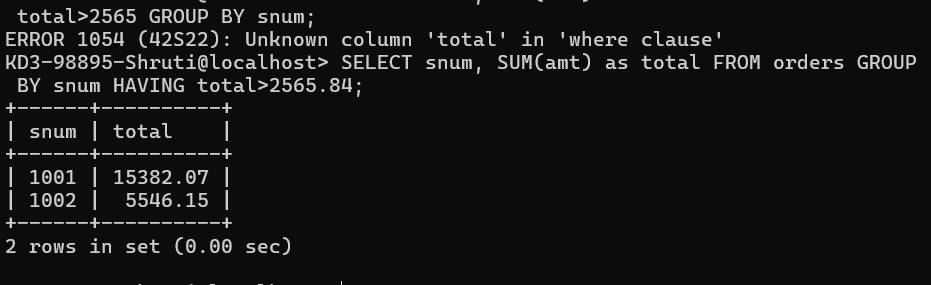 total>2565 GROUP BY snum;
ERROR 1054 (42S22): Unknown column 'total' in 'where clause'
KD3-98895-Shruti@localhost> SELECT snum, SUM(amt) as total FROM orders GROUP
 BY snum HAVING total>2565.84;
+------+----------+
| snum | total    |
+------+----------+
| 1001 | 15382.07 |
| 1002 |  5546.15 |
+------+----------+
2 rows in set (0.00 sec)